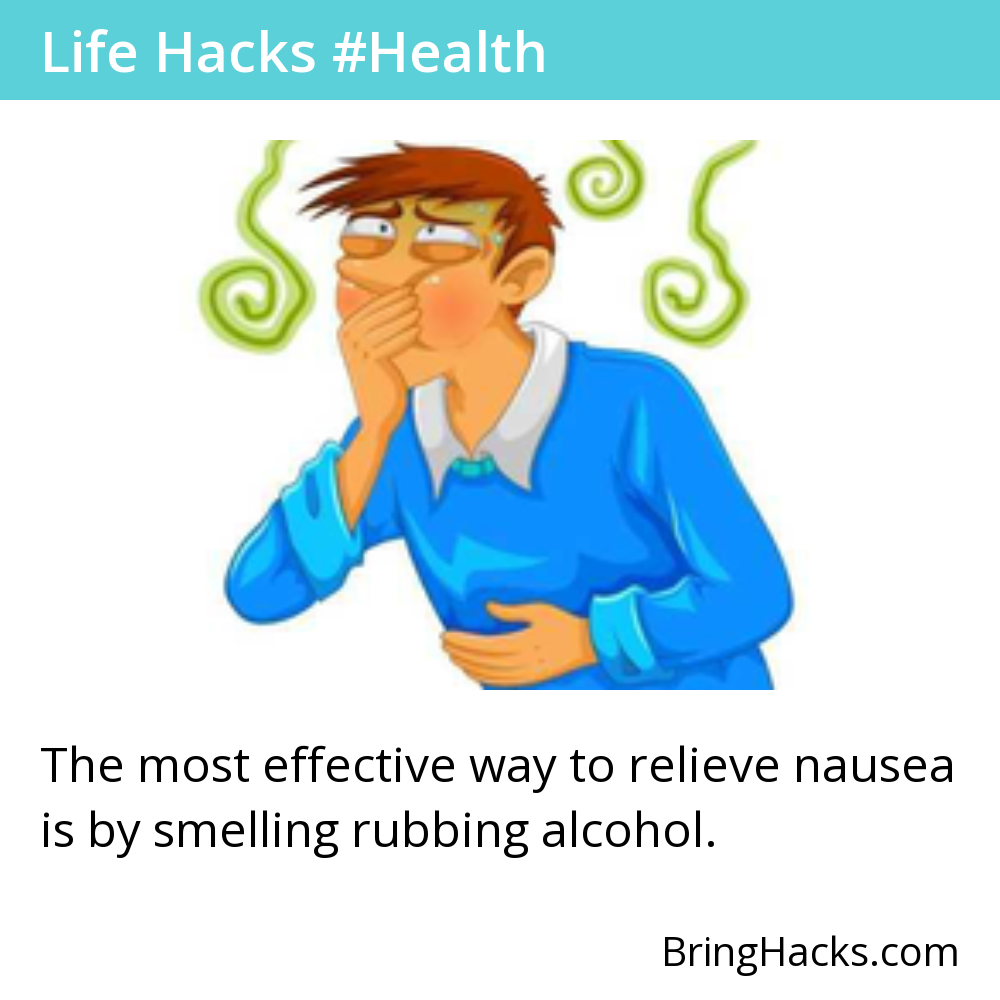 Life Hacks #Health
The most effective way to relieve nausea
is by smelling rubbing alcohol.
BringHacks.com